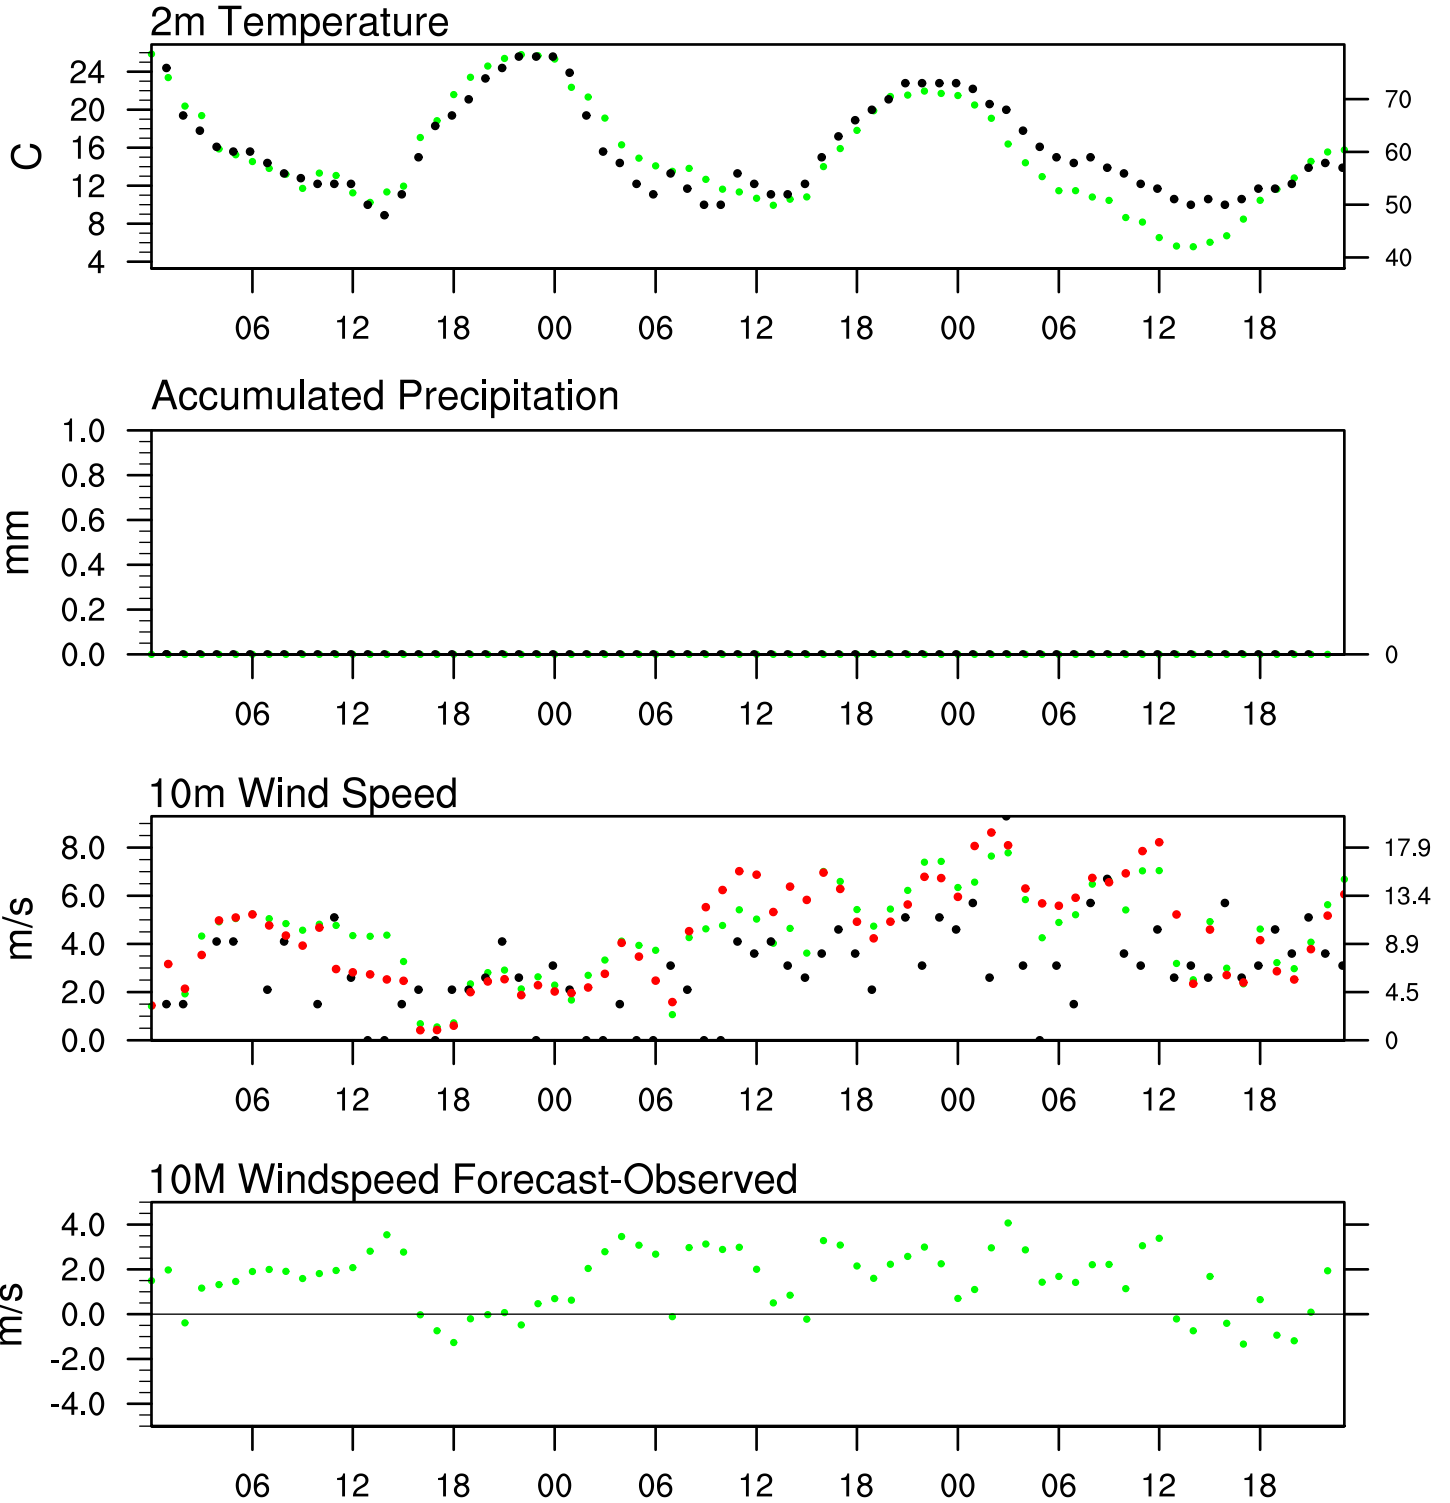 2m Temperature
24
20
16
12
8
4
C
70
60
50
40
06 12 18 00 06 12 18 00 06 12 18
Accumulated Precipitation
1.0
0.8
0.6
0.4
0.2
0.0
mm
0
06 12 18 00 06 12 18 00 06 12 18
10m Wind Speed
8.0
6.0
4.0
2.0
0.0
m/s
17.9
13.4
8.9
4.5
0
06 12 18 00 06 12 18 00 06 12 18
10M Windspeed Forecast-Observed
4.0
2.0
0.0
-2.0
-4.0
m/s
06 12 18 00 06 12 18 00 06 12 18